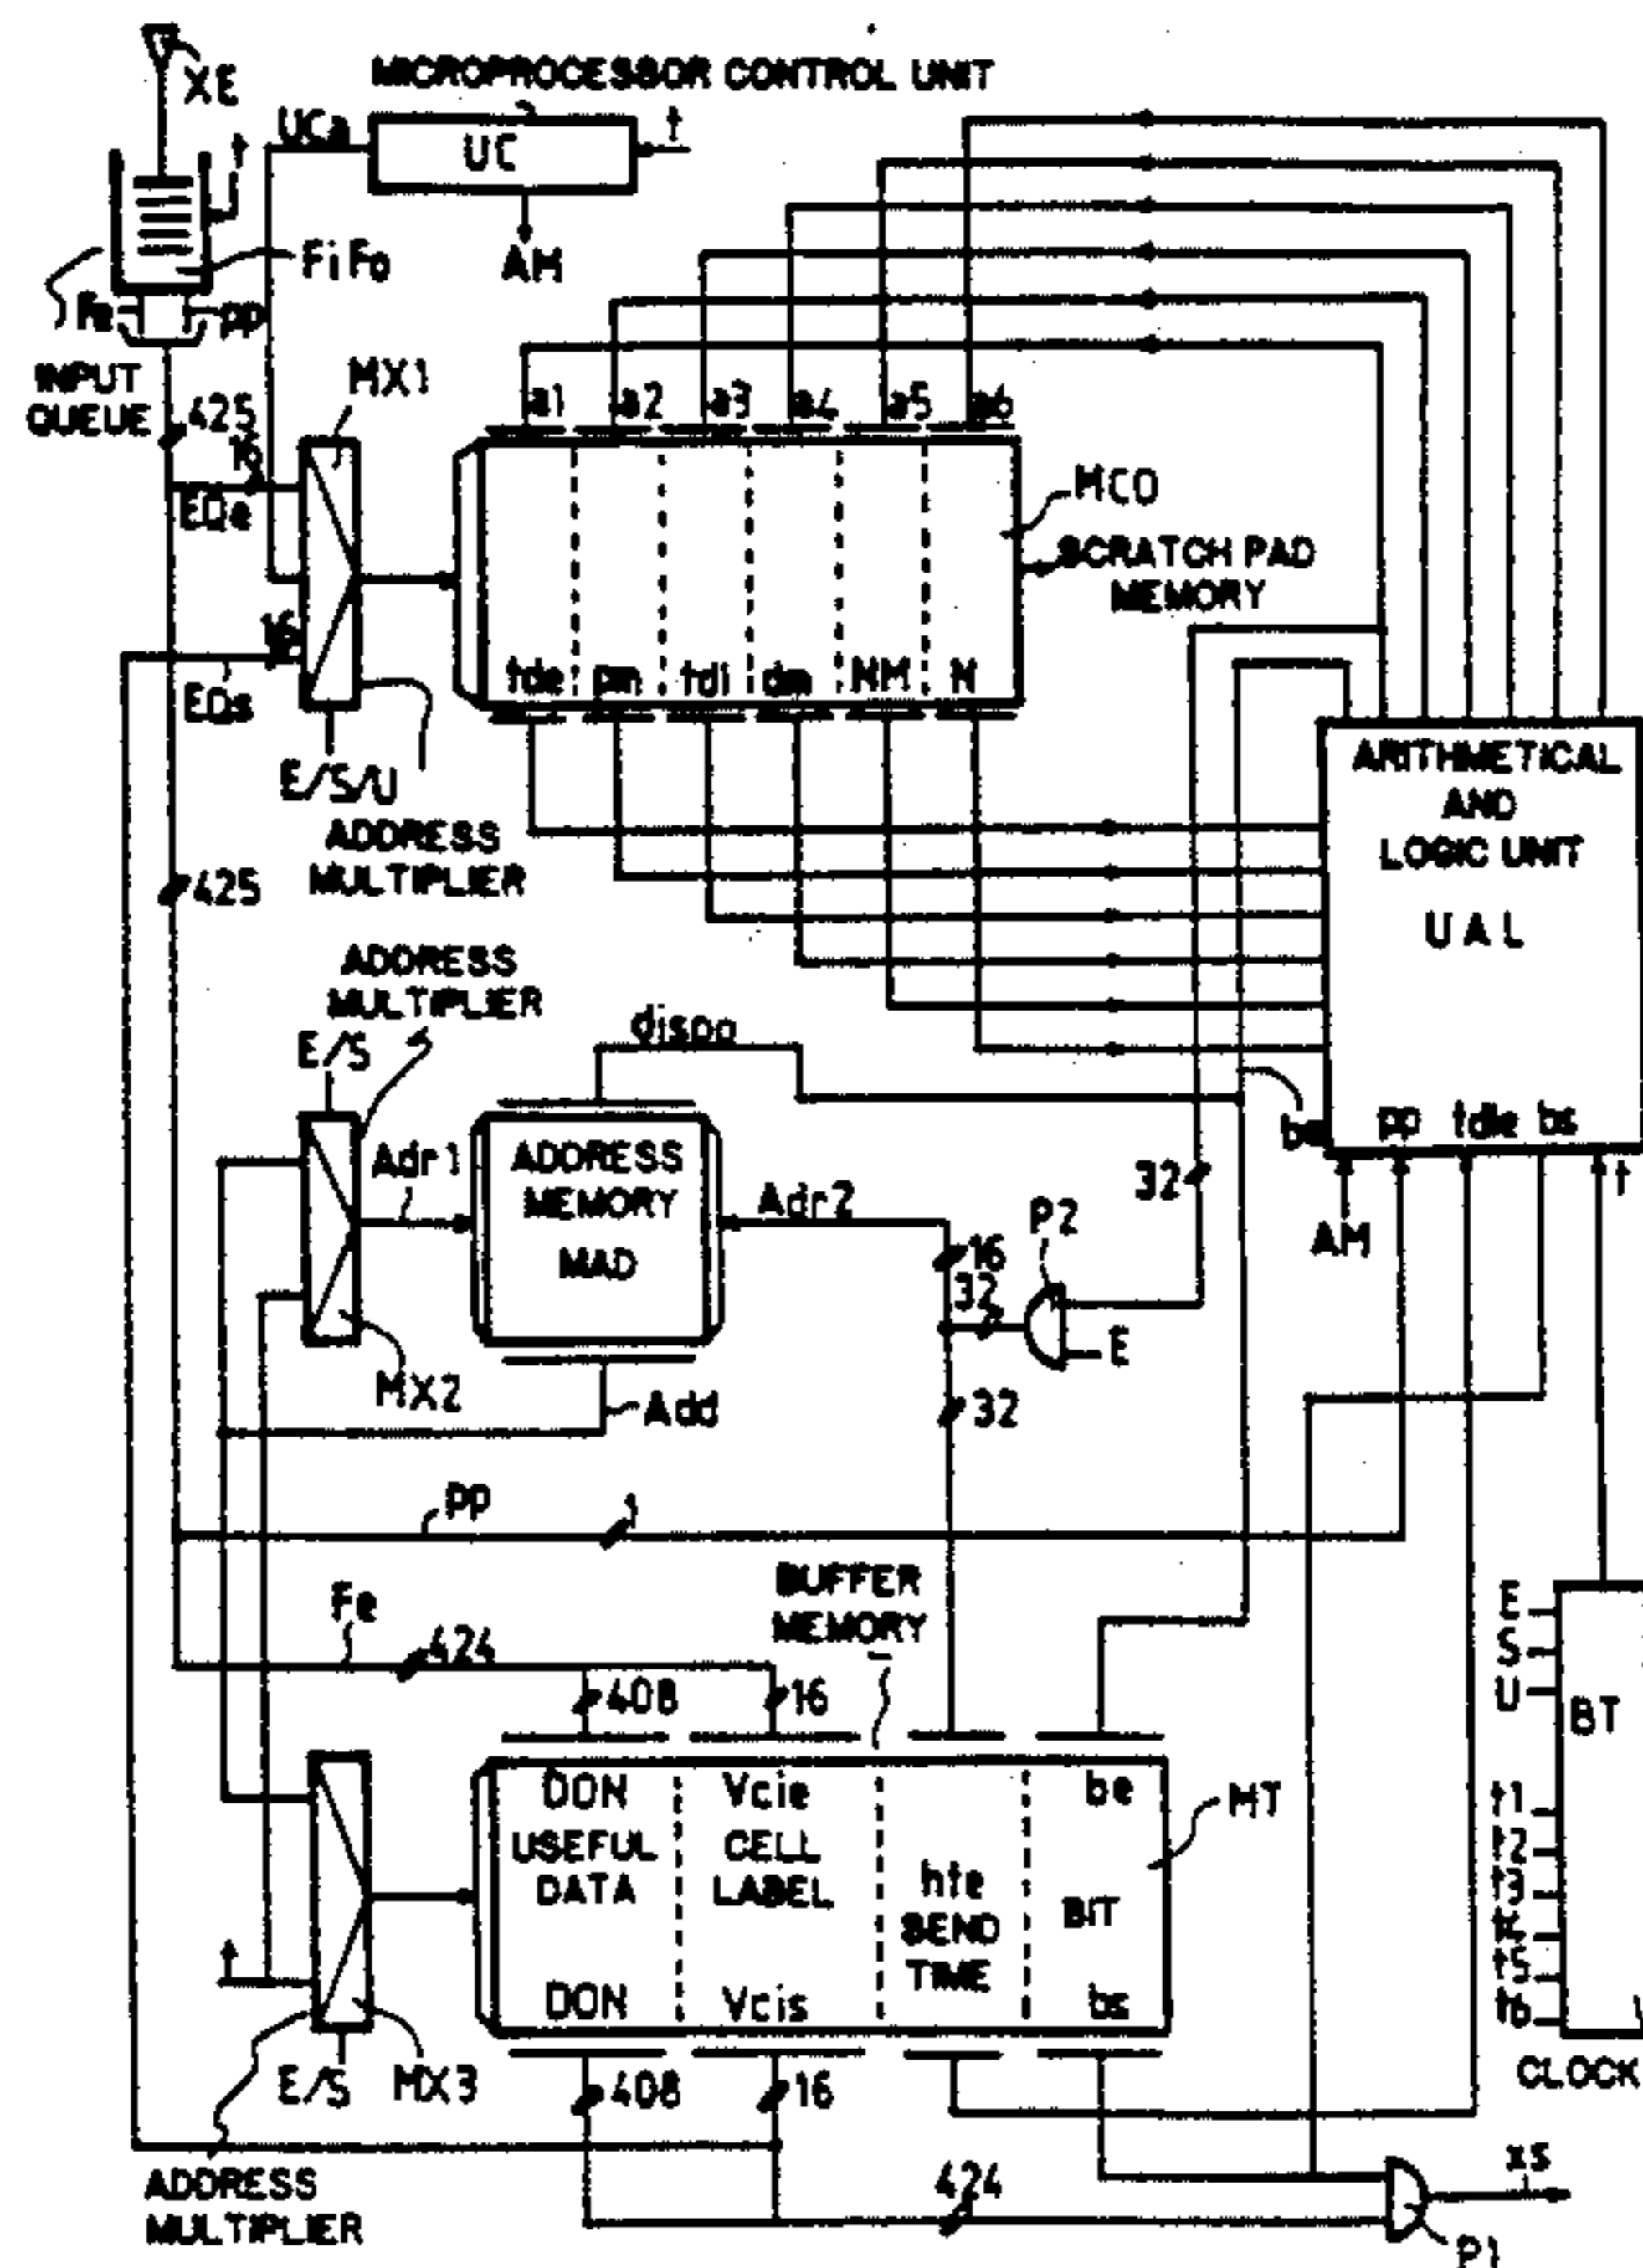 XE
MICROPROCESSOR CONTROL UNIT
UCa
t
UC
t
AM
FiFo
Fe
pp
INPUT
QUEUE
MX1
425
16
EDe
a1 a2 a3 a4 a5 a6
MCO
SCRATCH PAD
MEMORY
16
EDs
tde pm tdi dm NM N
E/S/U
ADDRESS
MULTIPLIER
ARITHMETICAL
AND
LOGIC UNIT
UAL
425
ADDRESS
MULTIPLIER
E/S
dispo
be
pp tdle bs
t
AM
Adr1
ADDRESS
MEMORY
MAD
Adr2
32
P2
16
32
E
MX2
Add
32
pp
BUFFER
MEMORY
Fe
424
408
16
E
S
U
BT
DON
Vcie
be
MT
USEFUL
DATA
CELL
LABEL
hte
SEND
TIME
BIT
DON
Vcis
bs
t1
t2
t3
t5
t6
CLOCK
E/S
MX3
408
16
ADDRESS
MULTIPLIER
424
xs
P1